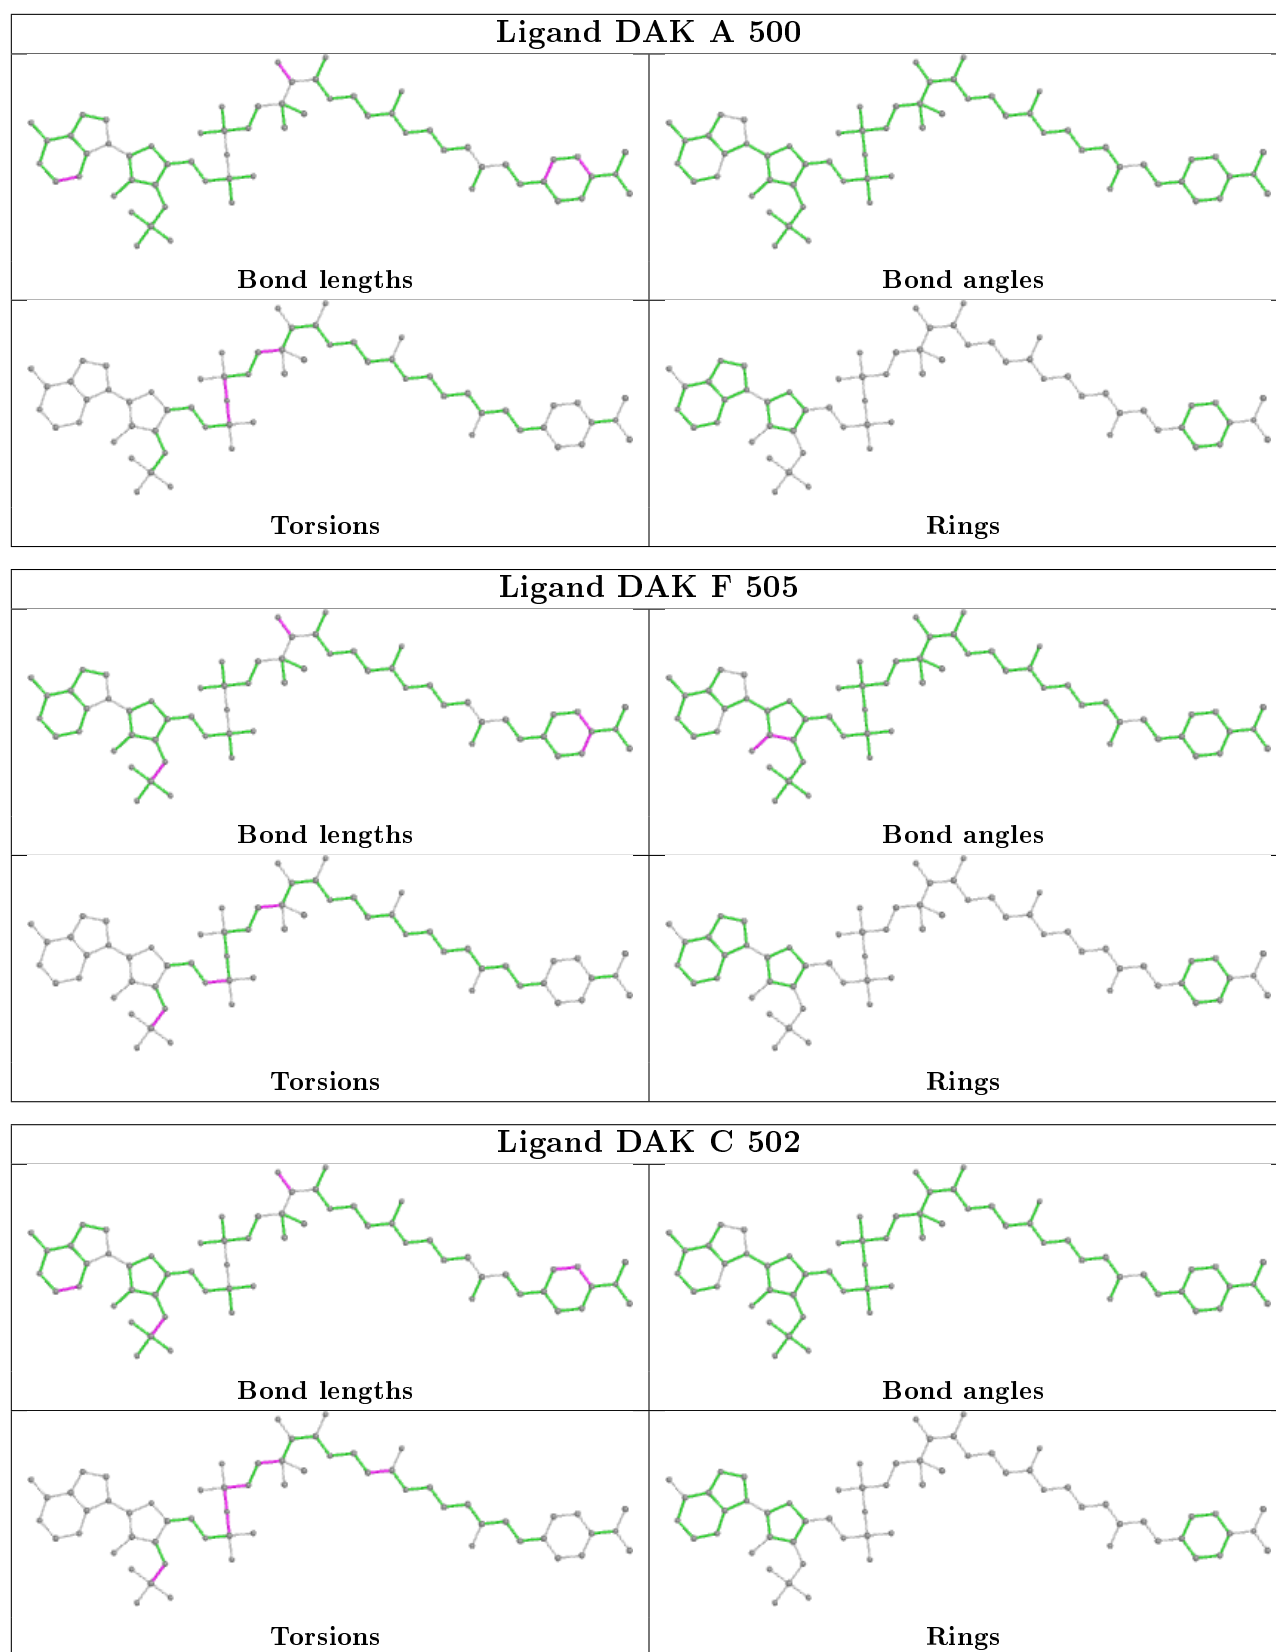 Ligand DAK A 500
Bond lengths
Bond angles
Torsions
Rings
Ligand DAK F 505
Bond lengths
Bond angles
Torsions
Rings
Ligand DAK C 502
Bond lengths
Bond angles
Torsions
Rings